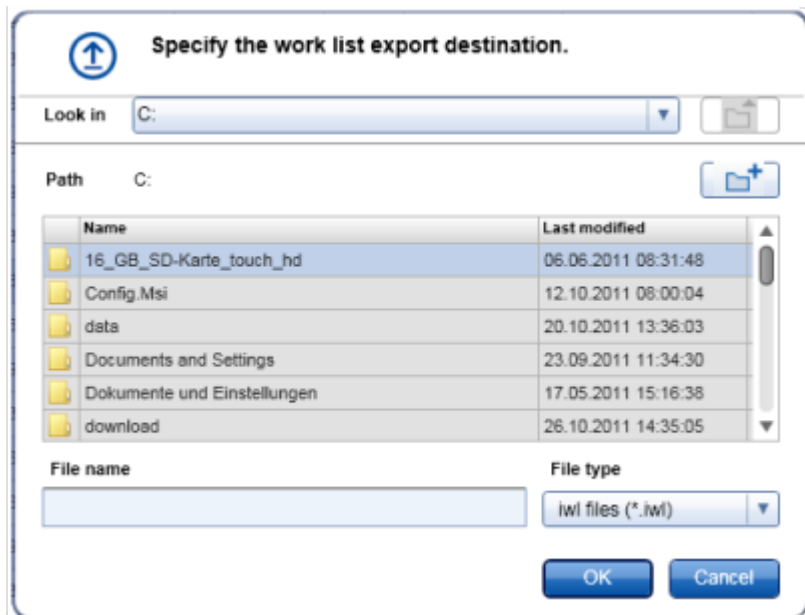 Specify the work list export destination.
Look in C:
Path C:
Name Last modified
16_GB_SD-Karte_touch_hd 06.06.2011 08:31:48
Config.Msi 12.10.2011 08:00:04
data 20.10.2011 13:36:03
Documents and Settings 23.09.2011 11:34:30
Dokumente und Einstellungen 17.05.2011 15:16:38
download 26.10.2011 14:35:05
File name File type
iwl files (*.iwl)
OK Cancel